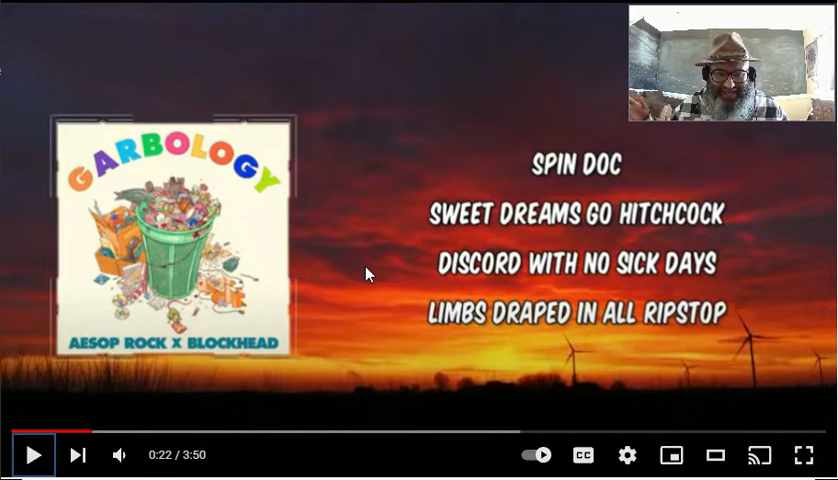 GARBOLOGY
AESOP ROCK X BLOCKHEAD
SPIN DOC
SWEET DREAMS GO HITCHCOCK
DISCORD WITH NO SICK DAYS
LIMBS DRAPED IN ALL RIPSTOP
0:22 / 3:50
CC